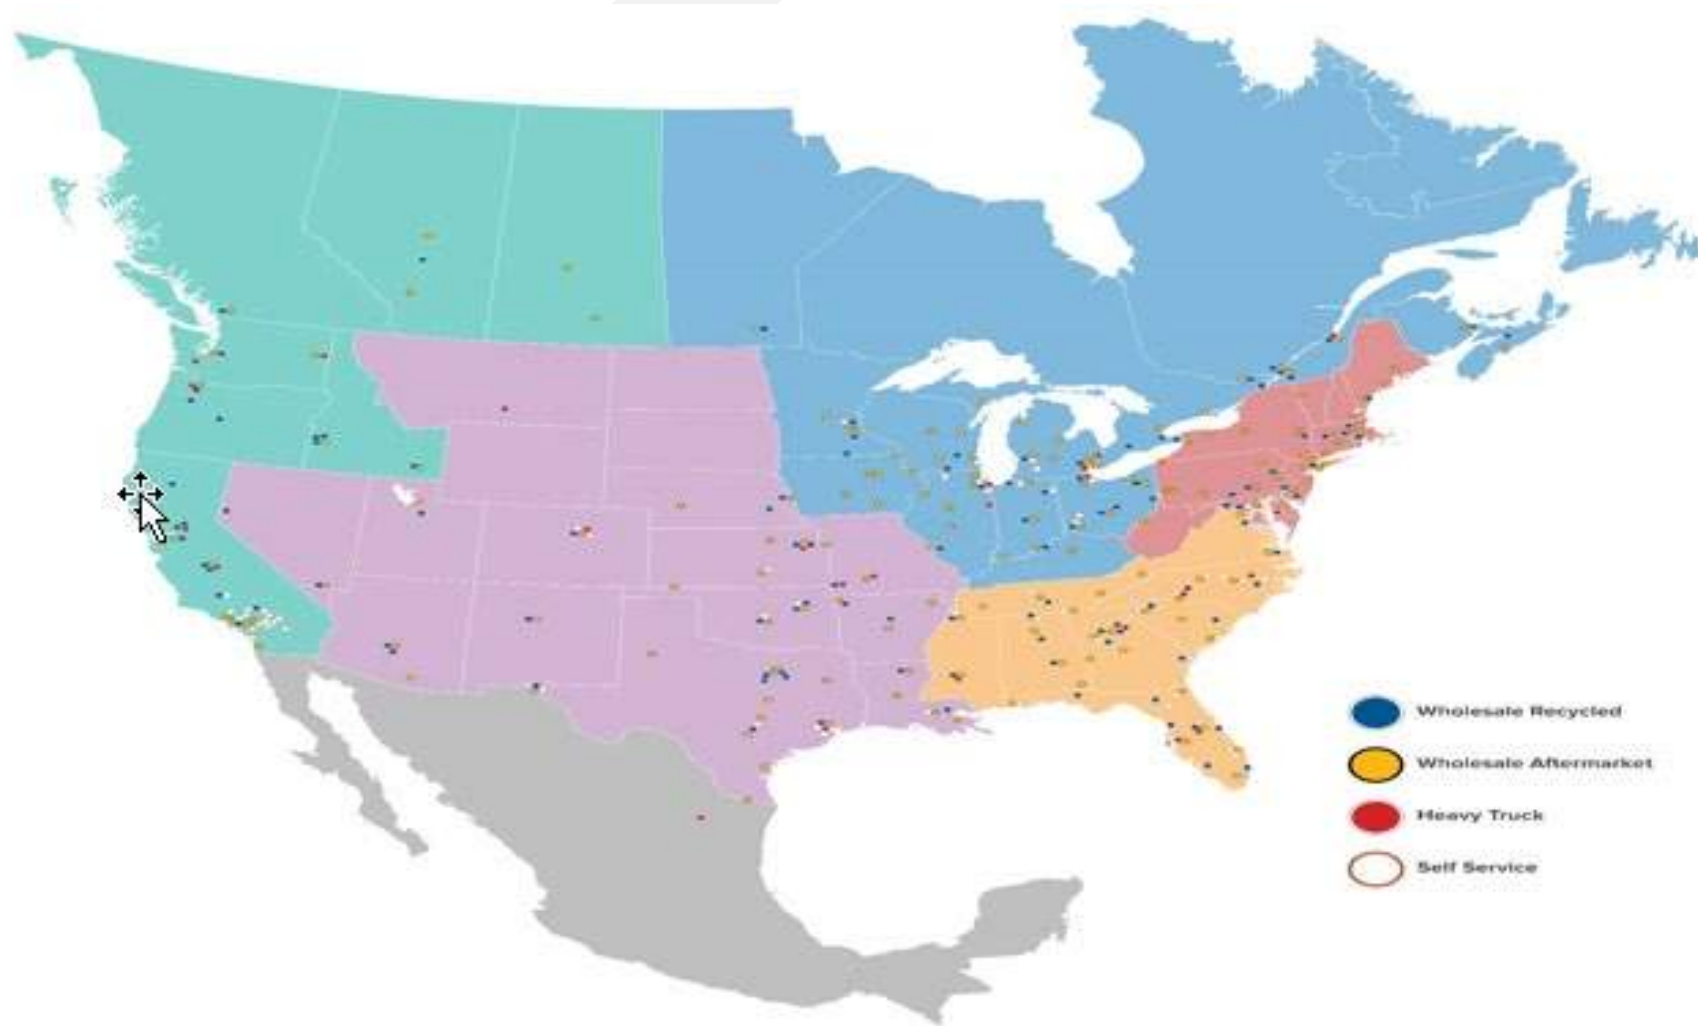 Wholesale Recycled
Wholesale Aftermarket
Heavy Truck
Self Service